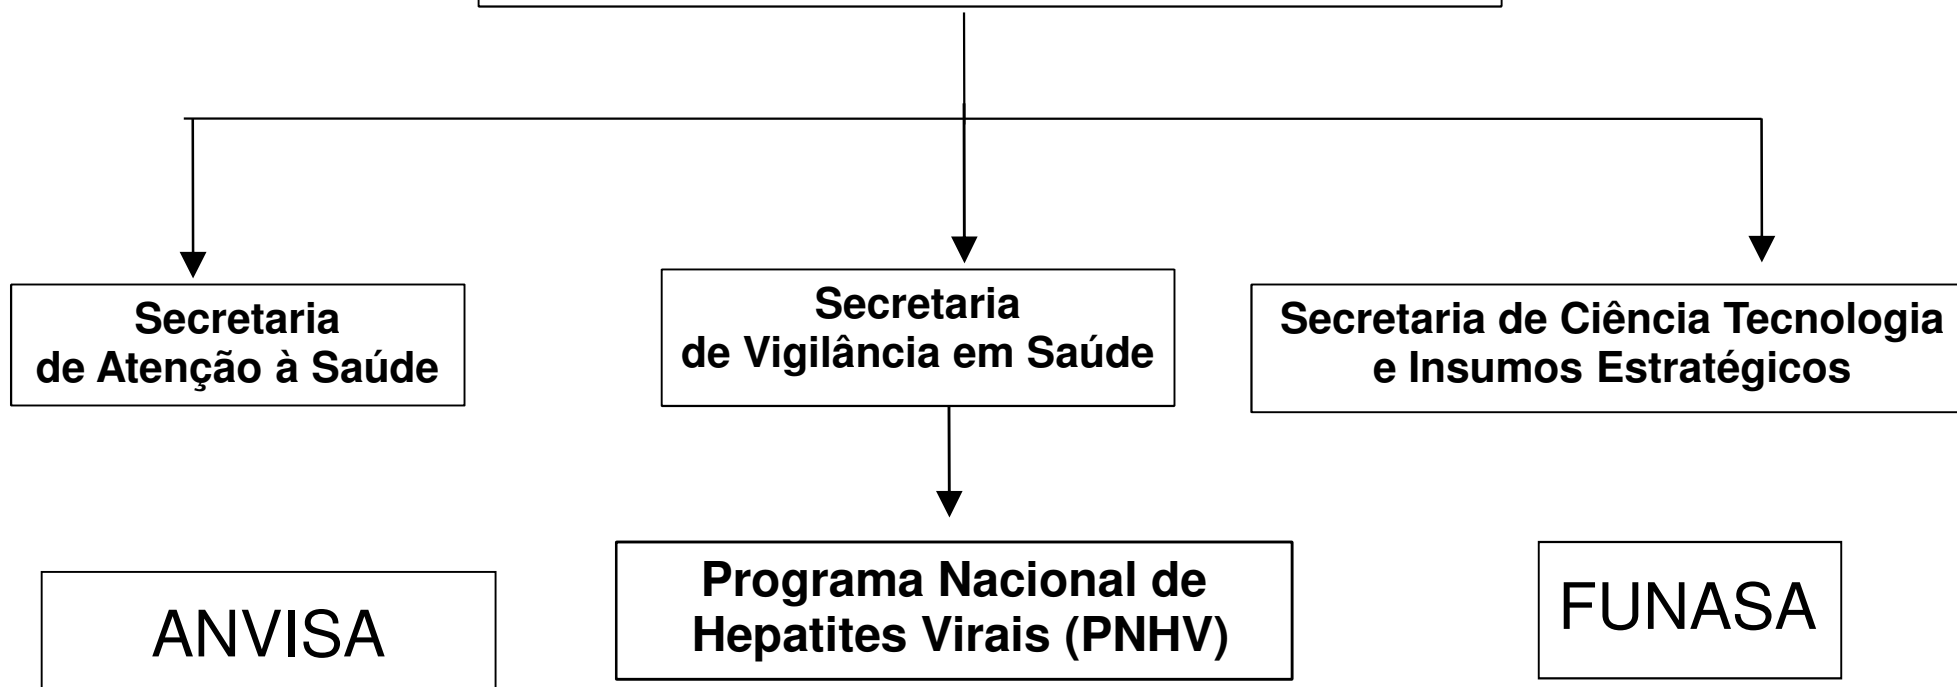 Secretaria
de Atenção à Saúde
Secretaria
de Vigilância em Saúde
Secretaria de Ciência Tecnologia
e Insumos Estratégicos
ANVISA
Programa Nacional de
Hepatites Virais (PNHV)
FUNASA